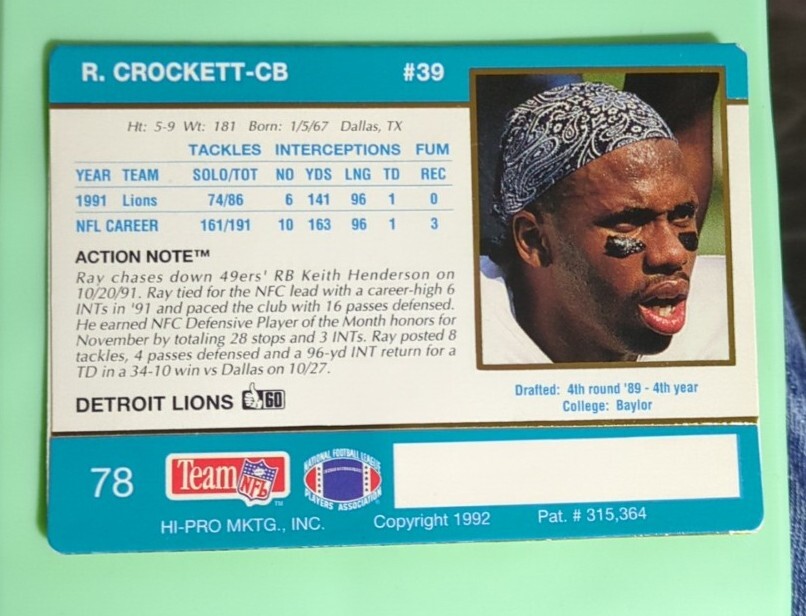 R. CROCKETT-CB #39
Ht: 5-9 Wt: 181 Born: 1/5/67 Dallas, TX
TACKLES INTERCEPTIONS FUM
YEAR TEAM SOLO/TOT NO YDS LNG TD REC
1991 Lions 74/86 6 141 96 1 0
NFL CAREER 161/191 10 163 96 1 3
ACTION NOTE™
Ray chases down 49ers' RB Keith Henderson on
10/20/91. Ray tied for the NFC lead with a career-high 6
INTs in '91 and paced the club with 16 passes defensed.
He earned NFC Defensive Player of the Month honors for
November by totaling 28 stops and 3 INTs. Ray posted 8
tackles, 4 passes defensed and a 96-yd INT return for a
TD in a 34-10 win vs Dallas on 10/27.
DETROIT LIONS 60
Drafted: 4th round '89 - 4th year
College: Baylor
78
Team NFL TM
NATIONAL FOOTBALL LEAGUE
PLAYERS ASSOCIATION
HI-PRO MKTG., INC. Copyright 1992 Pat. # 315,364